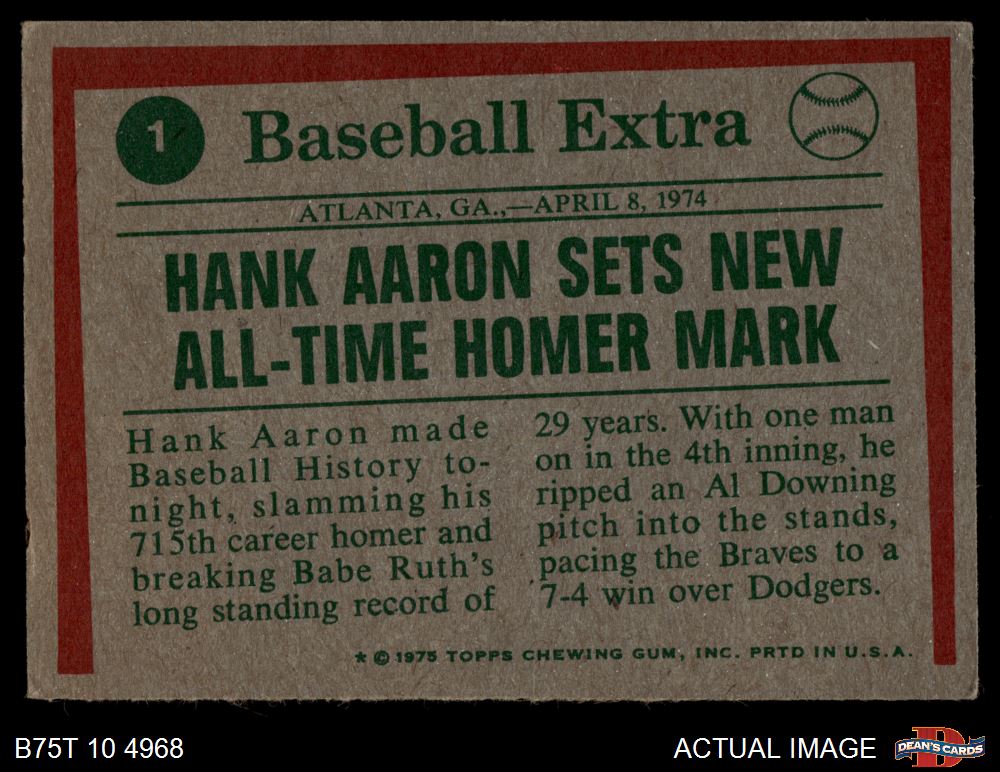 1
Baseball Extra
ATLANTA, GA.,—APRIL 8, 1974
HANK AARON SETS NEW
ALL-TIME HOMER MARK
Hank Aaron made
Baseball History to-
night, slamming his
715th career homer and
breaking Babe Ruth's
long standing record of
29 years. With one man
on in the 4th inning, he
ripped an Al Downing
pitch into the stands,
pacing the Braves to a
7-4 win over Dodgers.
* © 1975 TOPPS CHEWING GUM, INC. PRTD IN U.S.A.
B75T 10 4968
ACTUAL IMAGE
D
DEAN'S CARDS